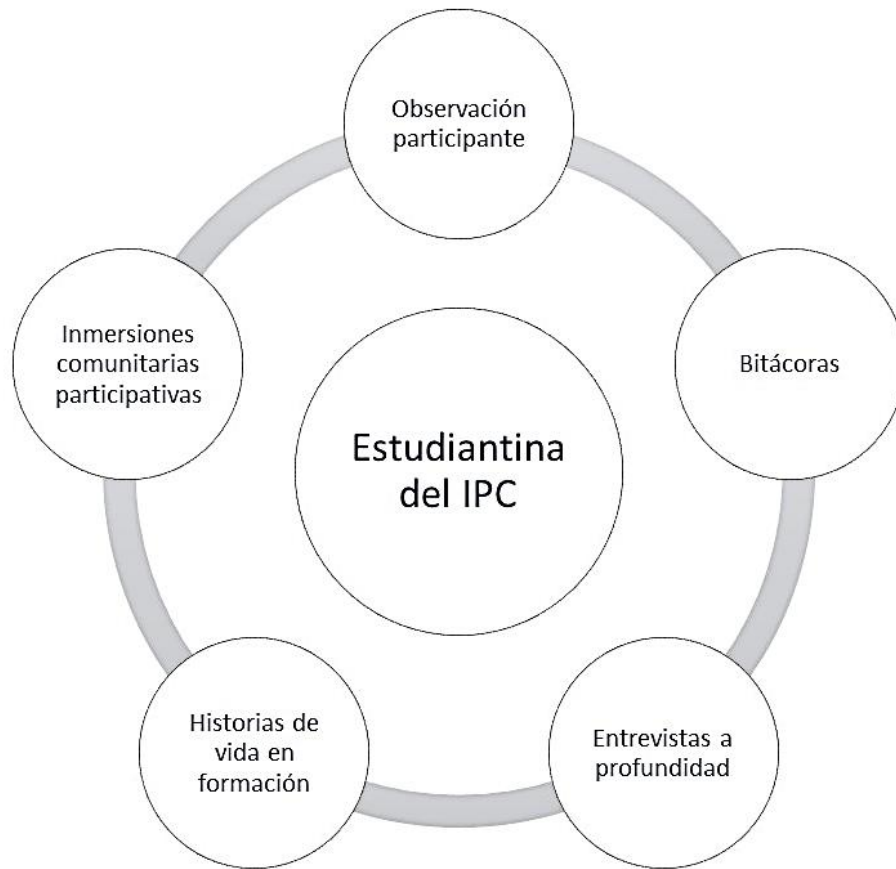 Observación
participante
Bitácoras
Entrevistas a
profundidad
Historias de
vida en
formación
Inmersiones
comunitarias
participativas
Estudiantina
del IPC